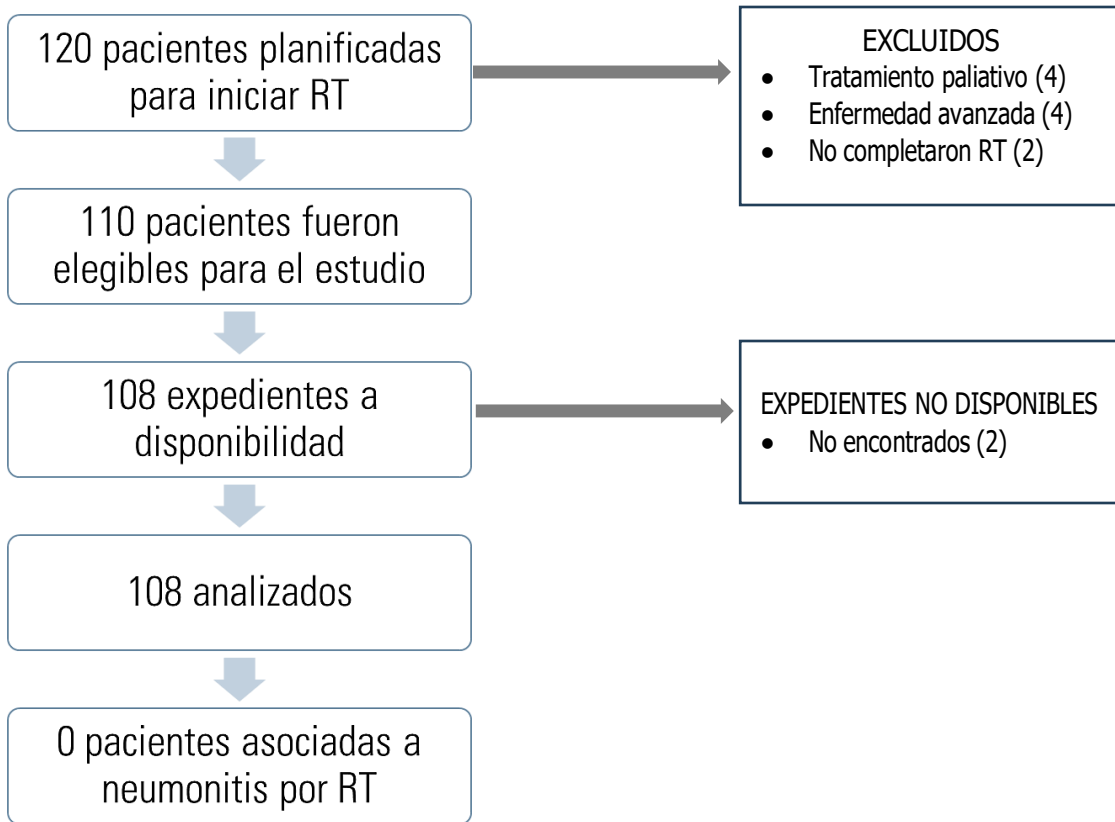 120 pacientes planificadas
para iniciar RT
EXCLUIDOS
• Tratamiento paliativo (4)
• Enfermedad avanzada (4)
• No completaron RT (2)
110 pacientes fueron
elegibles para el estudio
108 expedientes a
disponibilidad
EXPEDIENTES NO DISPONIBLES
• No encontrados (2)
108 analizados
0 pacientes asociadas a
neumonitis por RT